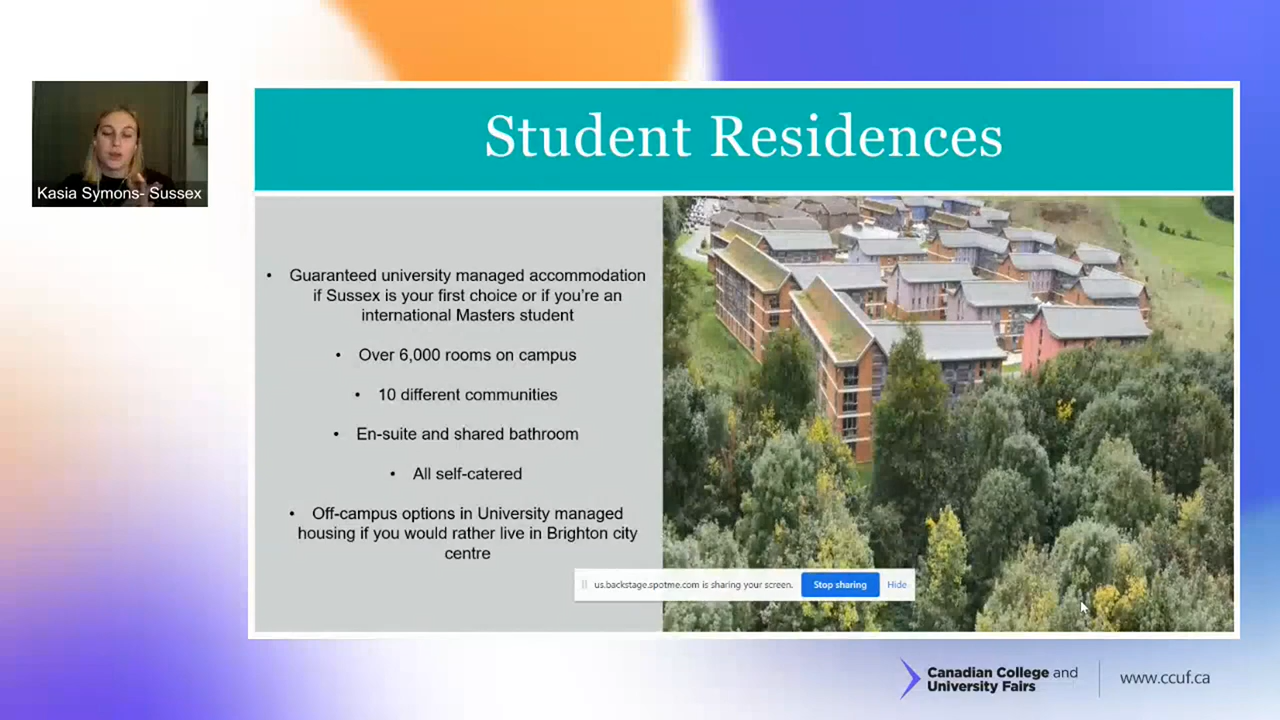 Student Residences
Kasia Symons- Sussex
• Guaranteed university managed accommodation
if Sussex is your first choice or if you're an
international Masters student
• Over 6,000 rooms on campus
• 10 different communities
• En-suite and shared bathroom
• All self-catered
• Off-campus options in University managed
housing if you would rather live in Brighton city
centre
us.backstage.spotme.com is sharing your screen. Stop sharing Hide
Canadian College and
University Fairs
www.ccuf.ca